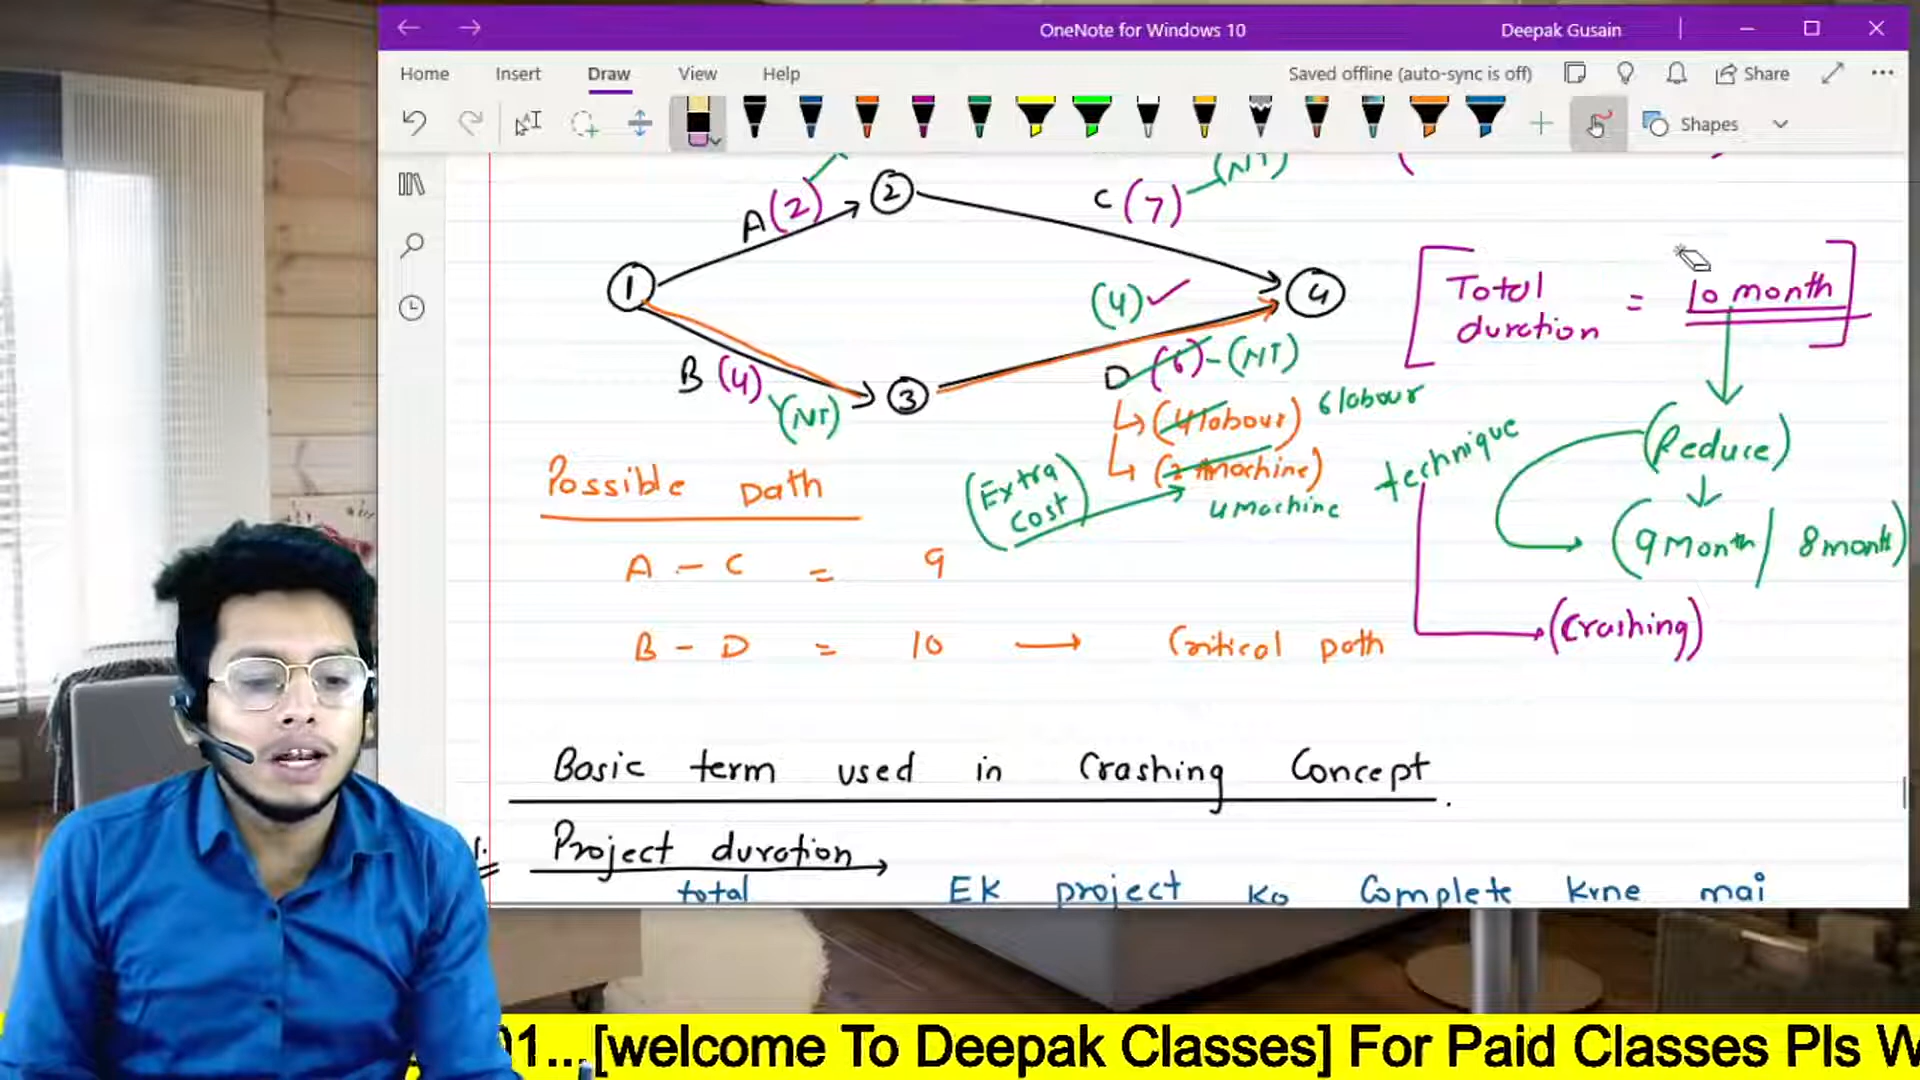 OneNote for Windows 10
Deepak Gusain
Home Insert Draw View Help
Saved offline (auto-sync is off)
Share
Shapes
A (2)
2
C (7)
(NT)
1
4
(4)
Total duration = 10 month
B (4)
(NT)
3
D (6) - (NT)
(4 labour) 6 labour
machine)
4 machine
(Extra cost)
technique
(Reduce)
(9 Month / 8 month)
(Crashing)
Possible path
A - C = 9
B - D = 10 → Critical path
Basic term used in Crashing Concept.
1. Project duration →
total EK project ko Complete krne mai
01... [welcome To Deepak Classes] For Paid Classes Pls W